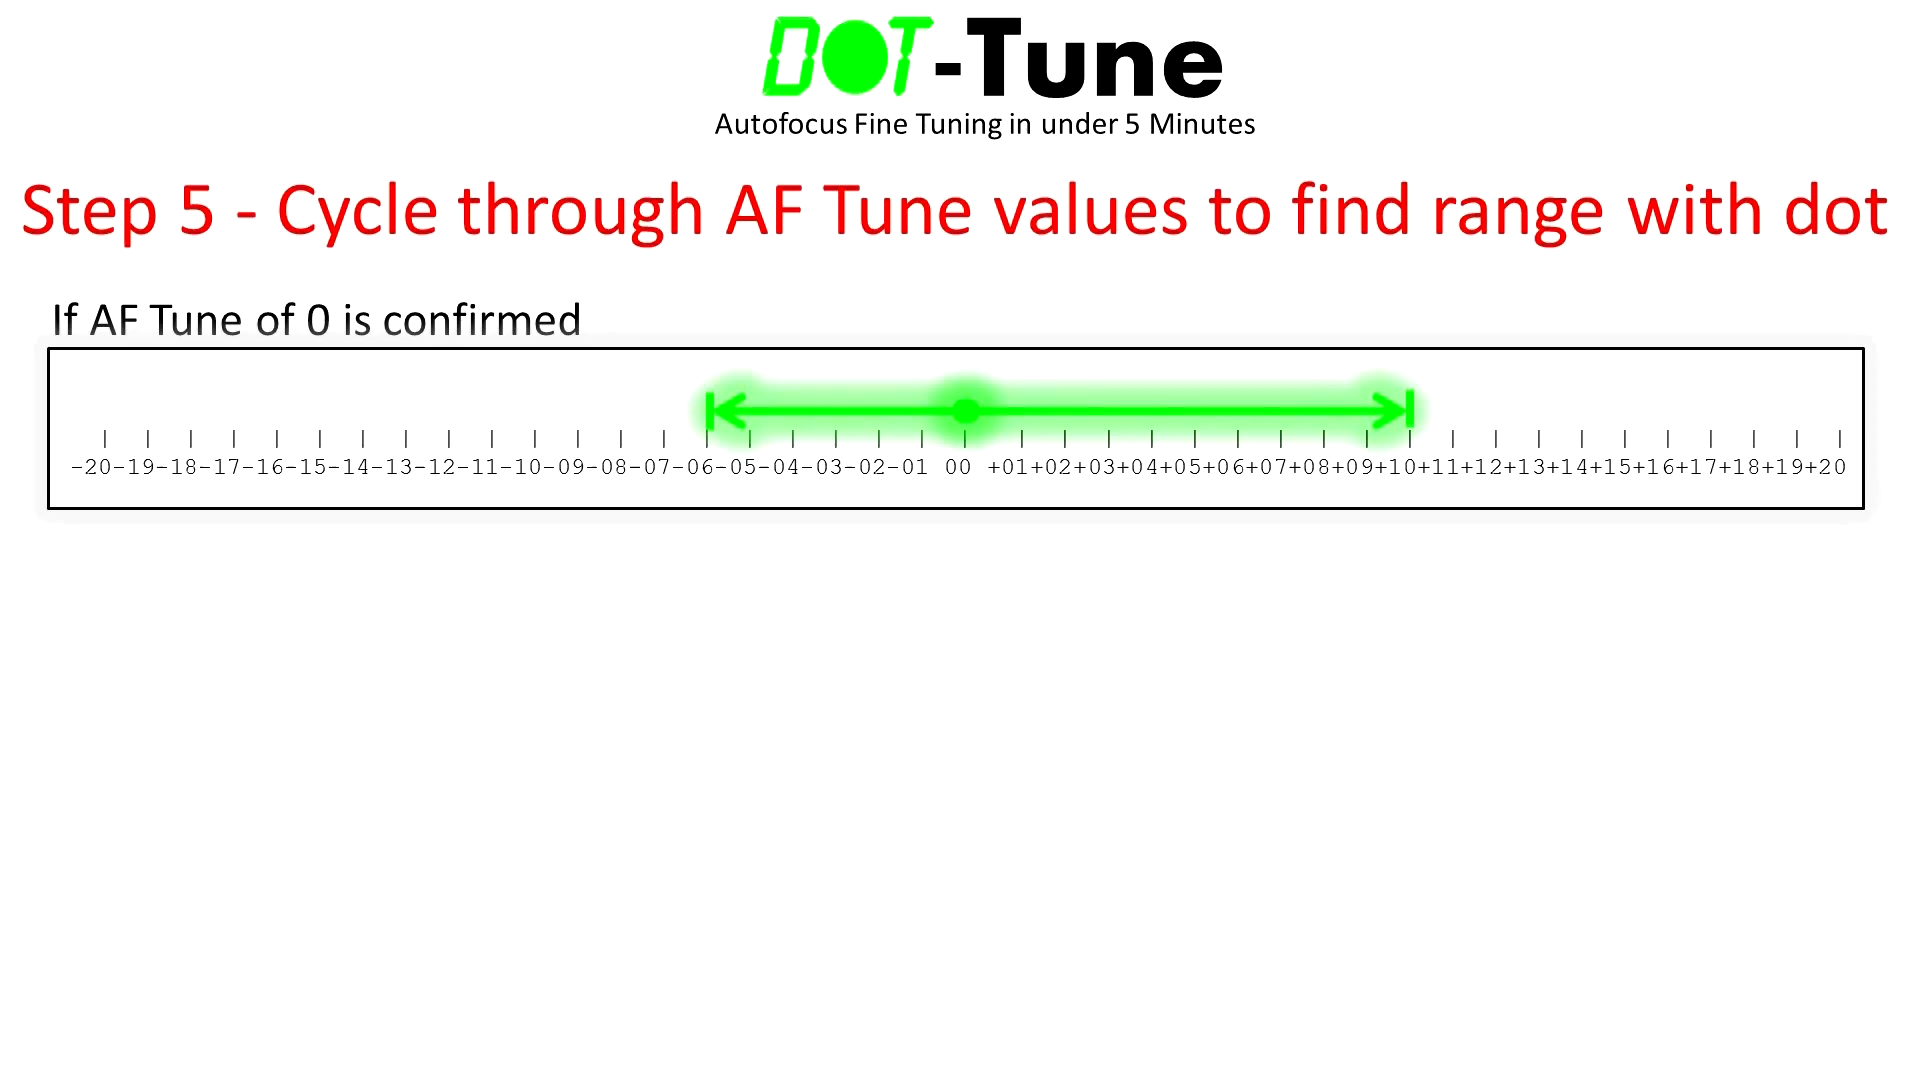 DOT-Tune
Autofocus Fine Tuning in under 5 Minutes
Step 5 - Cycle through AF Tune values to find range with dot
If AF Tune of 0 is confirmed
-20-19-18-17-16-15-14-13-12-11-10-09-08-07-06-05-04-03-02-01 00 +01+02+03+04+05+06+07+08+09+10+11+12+13+14+15+16+17+18+19+20